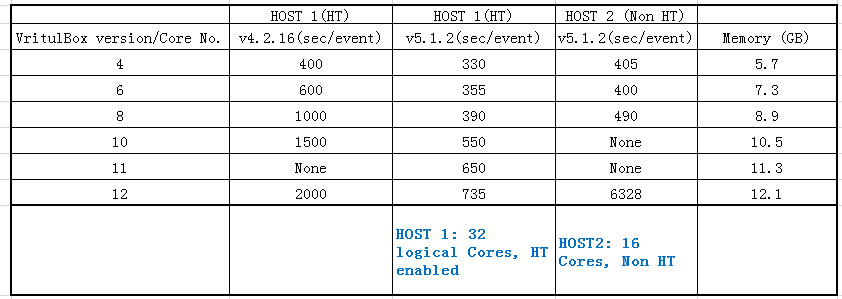 HOST 1(HT) HOST 1(HT) HOST 2 (Non HT)
VritulBox version/Core No. v4.2.16(sec/event) v5.1.2(sec/event) v5.1.2(sec/event) Memory (GB)
4 400 330 405 5.7
6 600 355 400 7.3
8 1000 390 490 8.9
10 1500 550 None 10.5
11 None 650 None 11.3
12 2000 735 6328 12.1
HOST 1: 32
logical Cores, HT
enabled
HOST2: 16
Cores, Non HT